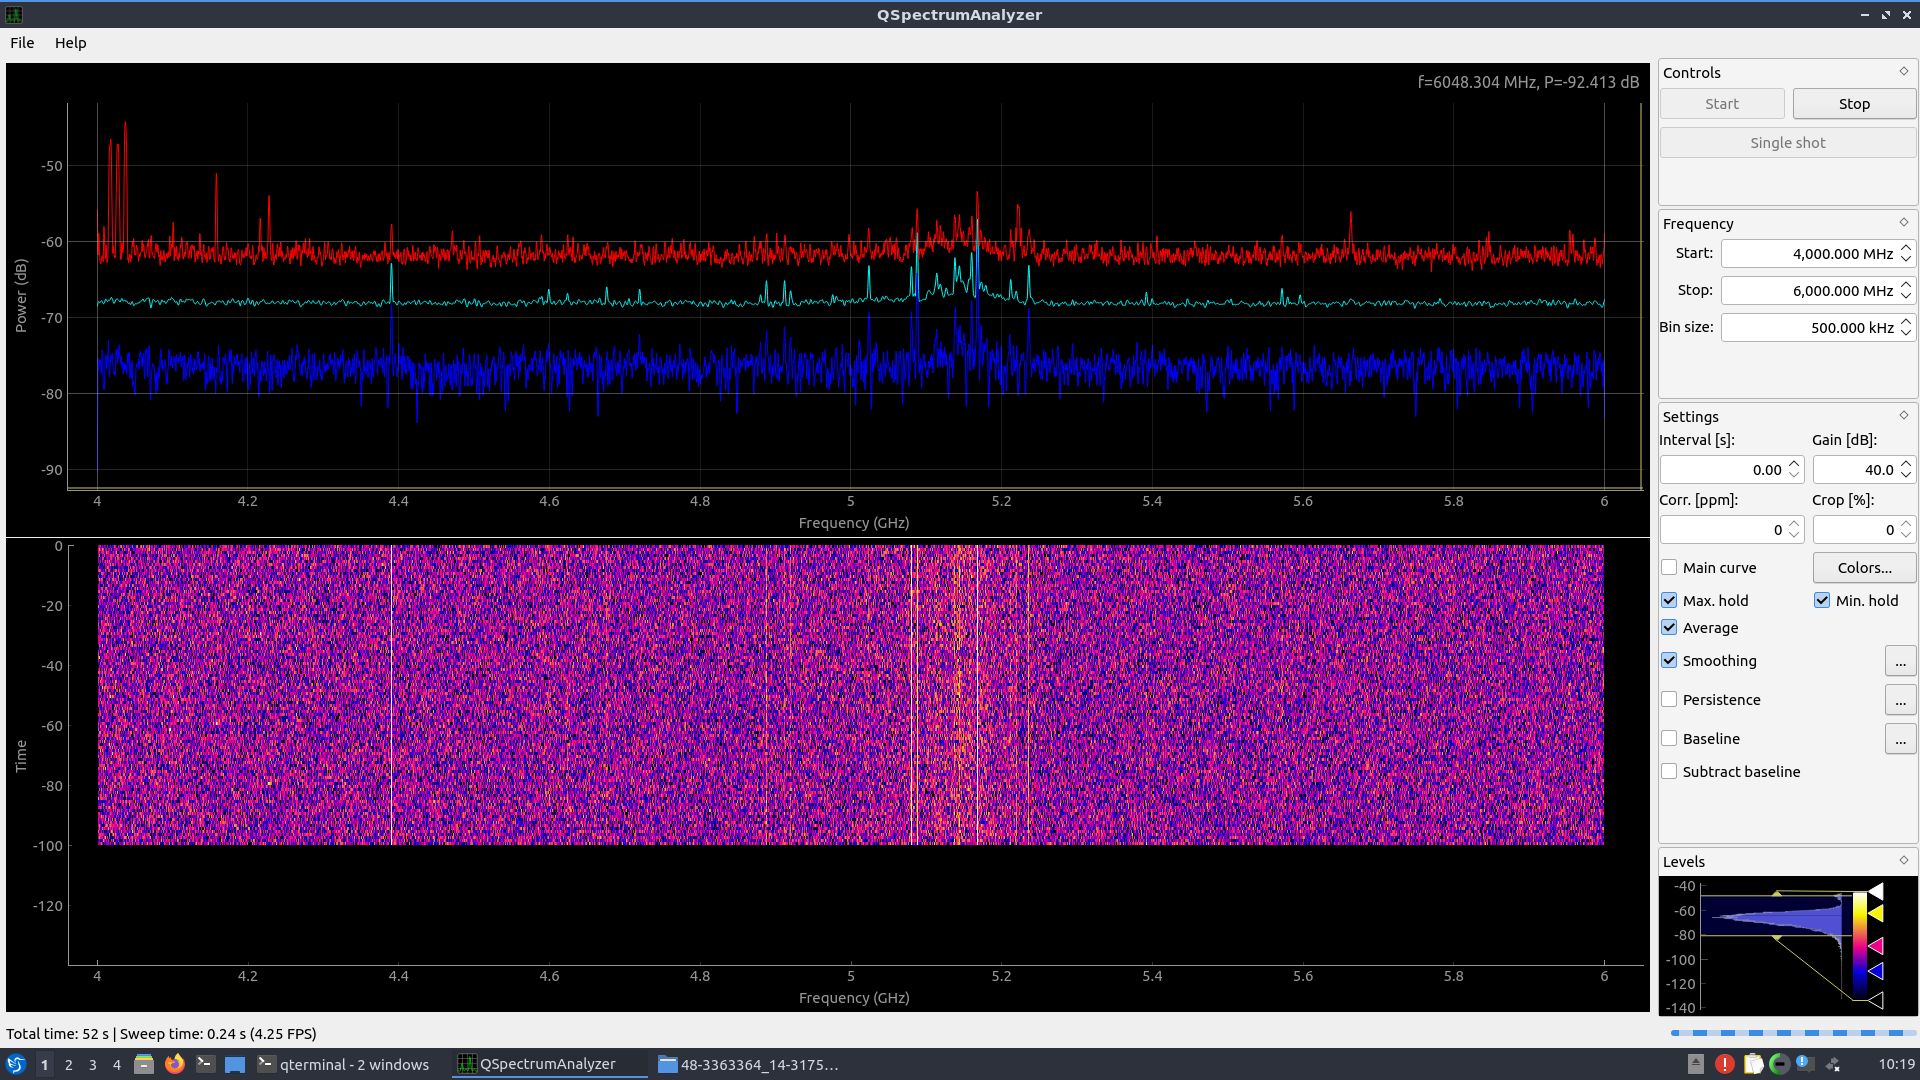 QSpectrumAnalyzer
File Help
f=6048.304 MHz, P=-92.413 dB
-50
-60
-70
-80
-90
Power (dB)
4 4.2 4.4 4.6 4.8 5 5.2 5.4 5.6 5.8 6
Frequency (GHz)
0
-20
-40
-60
-80
-100
-120
Time
4 4.2 4.4 4.6 4.8 5 5.2 5.4 5.6 5.8 6
Frequency (GHz)
Controls
Start Stop
Single shot
Frequency
Start: 4,000.000 MHz
Stop: 6,000.000 MHz
Bin size: 500.000 kHz
Settings
Interval [s]: Gain [dB]:
0.00 40.0
Corr. [ppm]: Crop [%]:
0 0
Main curve Colors...
Max. hold Min. hold
Average
Smoothing ...
Persistence ...
Baseline ...
Subtract baseline
Levels
-40
-60
-80
-100
-120
-140
Total time: 52 s | Sweep time: 0.24 s (4.25 FPS)
1 2 3 4 qterminal - 2 windows QSpectrumAnalyzer 48-3363364_14-3175... 10:19